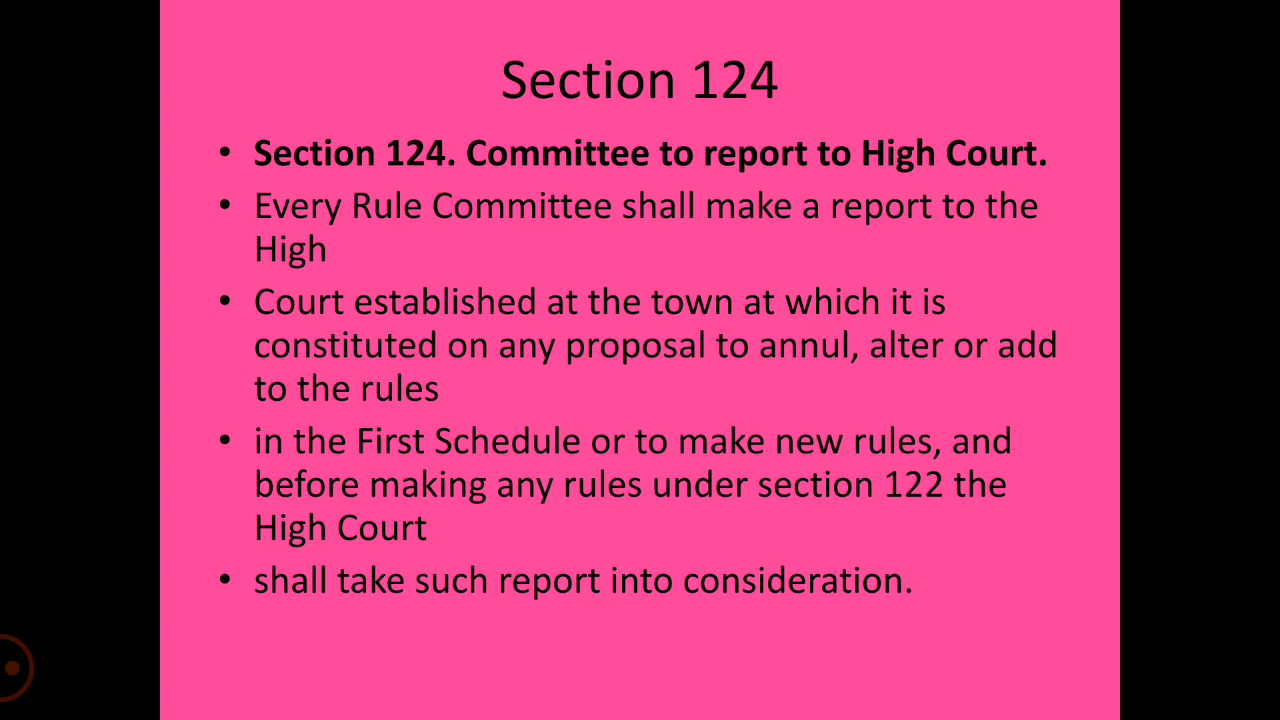 Section 124
• Section 124. Committee to report to High Court.
• Every Rule Committee shall make a report to the
High
• Court established at the town at which it is
constituted on any proposal to annul, alter or add
to the rules
• in the First Schedule or to make new rules, and
before making any rules under section 122 the
High Court
• shall take such report into consideration.